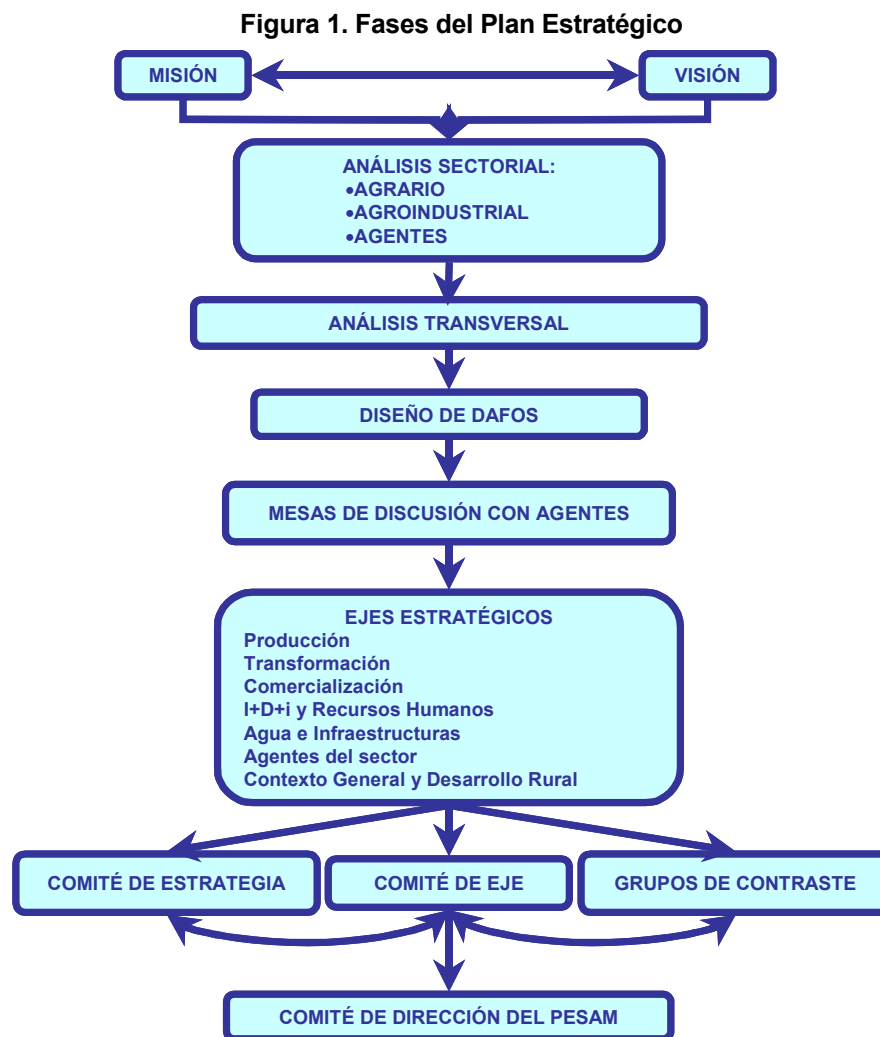 Figura 1. Fases del Plan Estratégico
MISIÓN
VISIÓN
ANÁLISIS SECTORIAL:
•AGRARIO
•AGROINDUSTRIAL
•AGENTES
ANÁLISIS TRANSVERSAL
DISEÑO DE DAFOS
MESAS DE DISCUSIÓN CON AGENTES
EJES ESTRATÉGICOS
Producción
Transformación
Comercialización
I+D+i y Recursos Humanos
Agua e Infraestructuras
Agentes del sector
Contexto General y Desarrollo Rural
COMITÉ DE ESTRATEGIA
COMITÉ DE EJE
GRUPOS DE CONTRASTE
COMITÉ DE DIRECCIÓN DEL PESAM